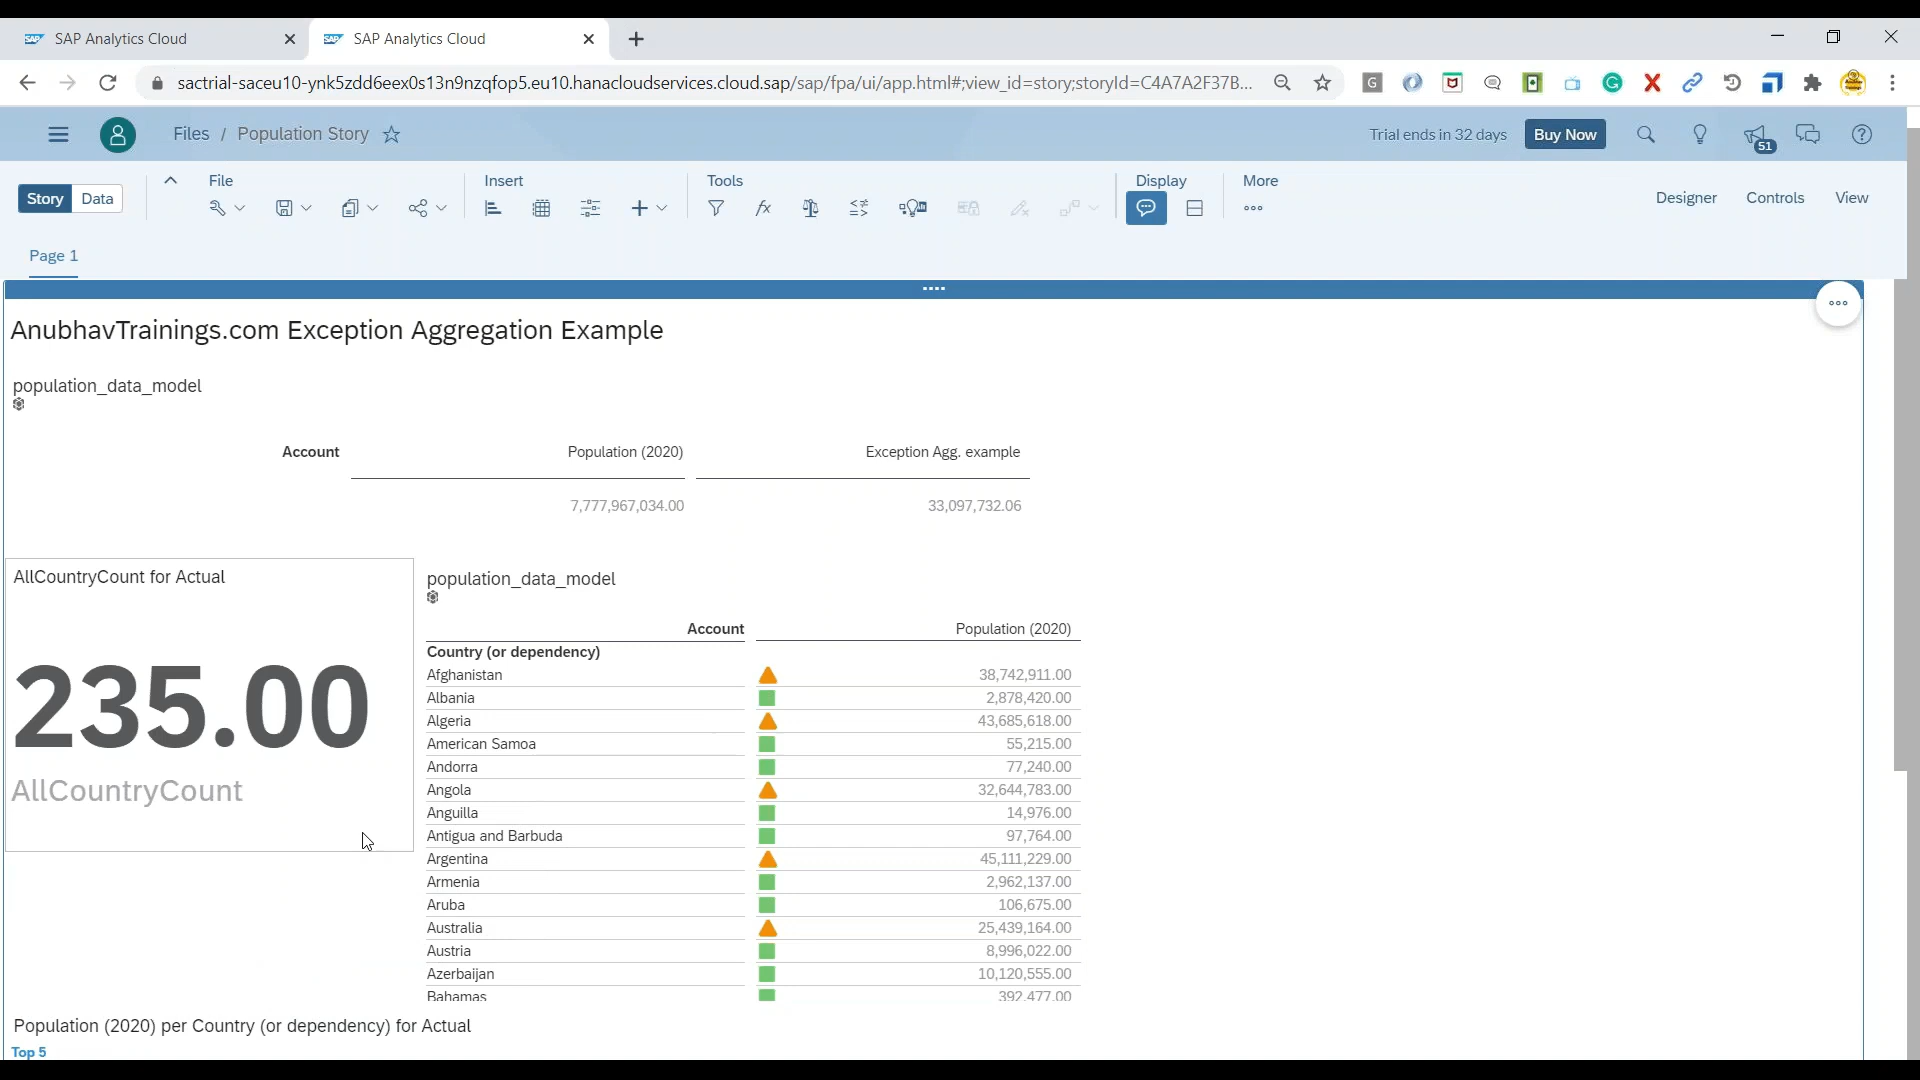 SAP Analytics Cloud
SAP Analytics Cloud
sactrial-saceu10-ynk5zdd6eex0s13n9nzqfop5.eu10.hanacloudservices.cloud.sap/sap/fpa/ui/app.html#;view_id=story;storyId=C4A7A2F37B...
Files / Population Story
Trial ends in 32 days
Buy Now
51
Story Data
File
Insert
Tools
Display
More
Designer
Controls
View
Page 1
AnubhavTrainings.com Exception Aggregation Example
population_data_model
Account Population (2020) Exception Agg. example
7,777,967,034.00 33,097,732.06
AllCountryCount for Actual
235.00
AllCountryCount
population_data_model
Account Population (2020)
Country (or dependency)
Afghanistan 38,742,911.00
Albania 2,878,420.00
Algeria 43,685,618.00
American Samoa 55,215.00
Andorra 77,240.00
Angola 32,644,783.00
Anguilla 14,976.00
Antigua and Barbuda 97,764.00
Argentina 45,111,229.00
Armenia 2,962,137.00
Aruba 106,675.00
Australia 25,439,164.00
Austria 8,996,022.00
Azerbaijan 10,120,555.00
Bahamas 392,477.00
Population (2020) per Country (or dependency) for Actual
Top 5